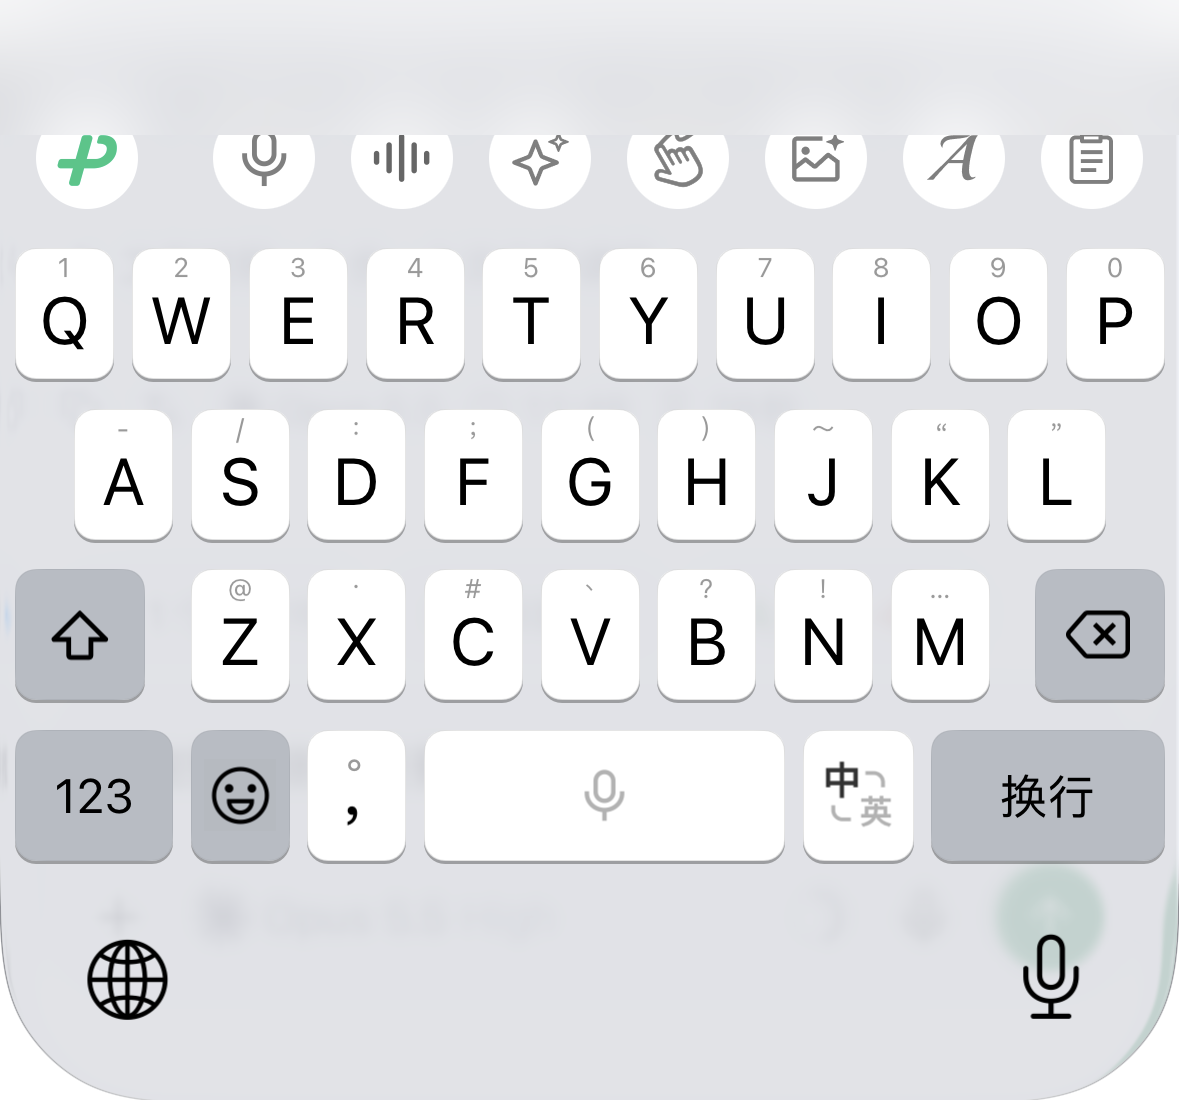 1 2 3 4 5 6 7 8 9 0
Q W E R T Y U I O P
- / : ; ( ) ～ “ ”
A S D F G H J K L
@ · # 、 ? ! …
Z X C V B N M
123 。 , 中 英 换行